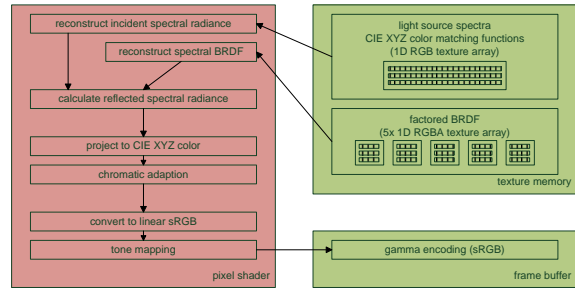 reconstruct incident spectral radiance
reconstruct spectral BRDF
calculate reflected spectral radiance
project to CIE XYZ color
chromatic adaption
convert to linear sRGB
tone mapping
pixel shader
light source spectra
CIE XYZ color matching functions
(1D RGB texture array)
factored BRDF
(5x 1D RGBA texture array)
texture memory
gamma encoding (sRGB)
frame buffer